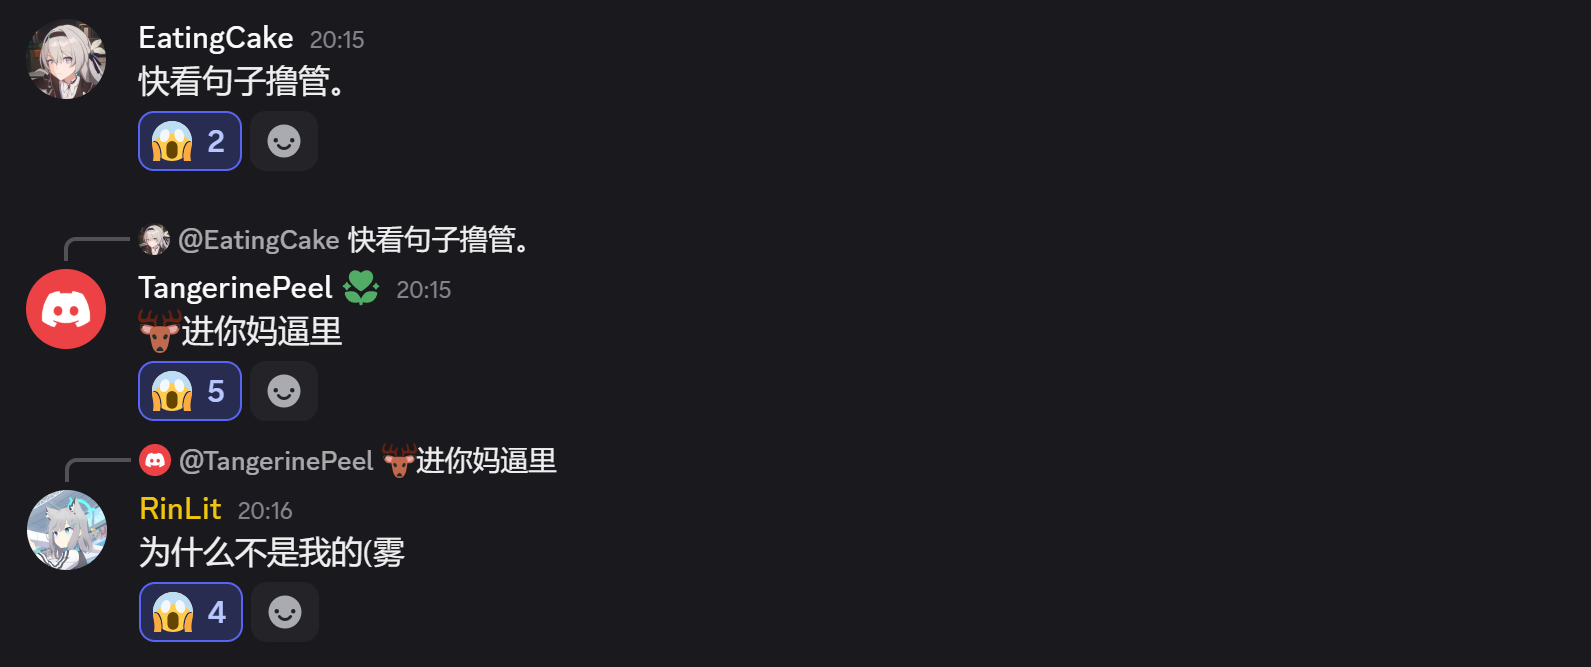 EatingCake 20:15
快看句子撸管。
😱 2
@EatingCake 快看句子撸管。
TangerinePeel 20:15
🦌进你妈逼里
😱 5
@TangerinePeel 🦌进你妈逼里
RinLit 20:16
为什么不是我的(雾
😱 4